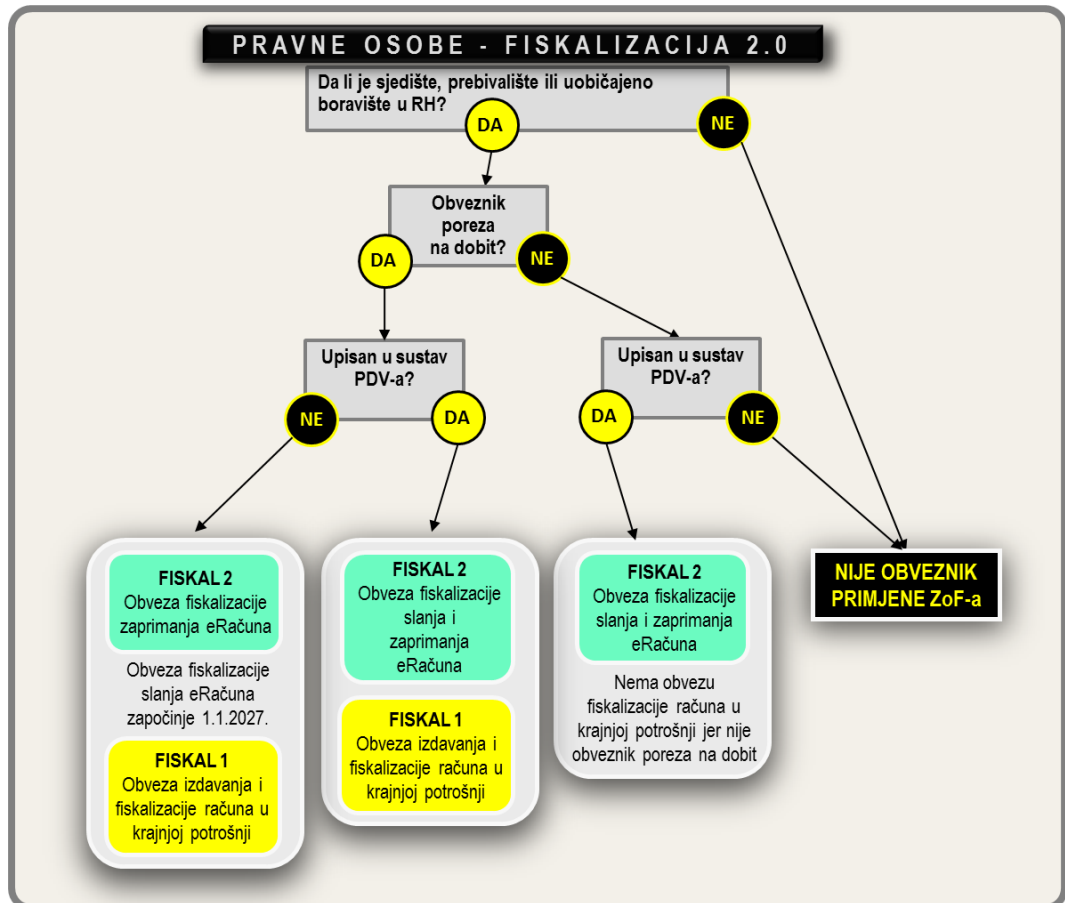 PRAVNE OSOBE - FISKALIZACIJA 2.0
Da li je sjedište, prebivalište ili uobičajeno
boravište u RH?
DA
NE
Obveznik
poreza
na dobit?
DA
NE
Upisan u sustav
PDV-a?
NE
DA
Upisan u sustav
PDV-a?
DA
NE
FISKAL 2
Obveza fiskalizacije
zaprimanja eRačuna
Obveza fiskalizacije
slanja eRačuna
započinje 1.1.2027.
FISKAL 1
Obveza izdavanja i
fiskalizacije računa u
krajnjoj potrošnji
FISKAL 2
Obveza fiskalizacije
slanja i
zaprimanja
eRačuna
FISKAL 1
Obveza izdavanja i
fiskalizacije računa u
krajnjoj potrošnji
FISKAL 2
Obveza fiskalizacije
slanja i zaprimanja
eRačuna
Nema obvezu
fiskalizacije računa u
krajnjoj potrošnji jer nije
obveznik poreza na dobit
NIJE OBVEZNIK
PRIMJENE ZoF-a